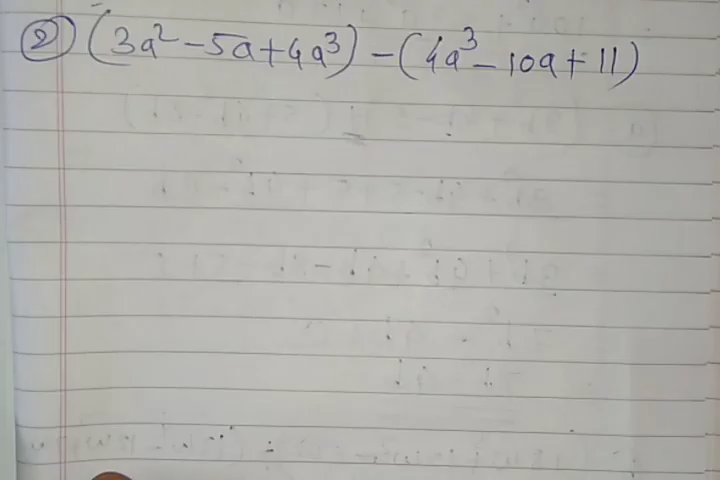 ② (3a² - 5a + 4a³) - (4a³ - 10a + 11)